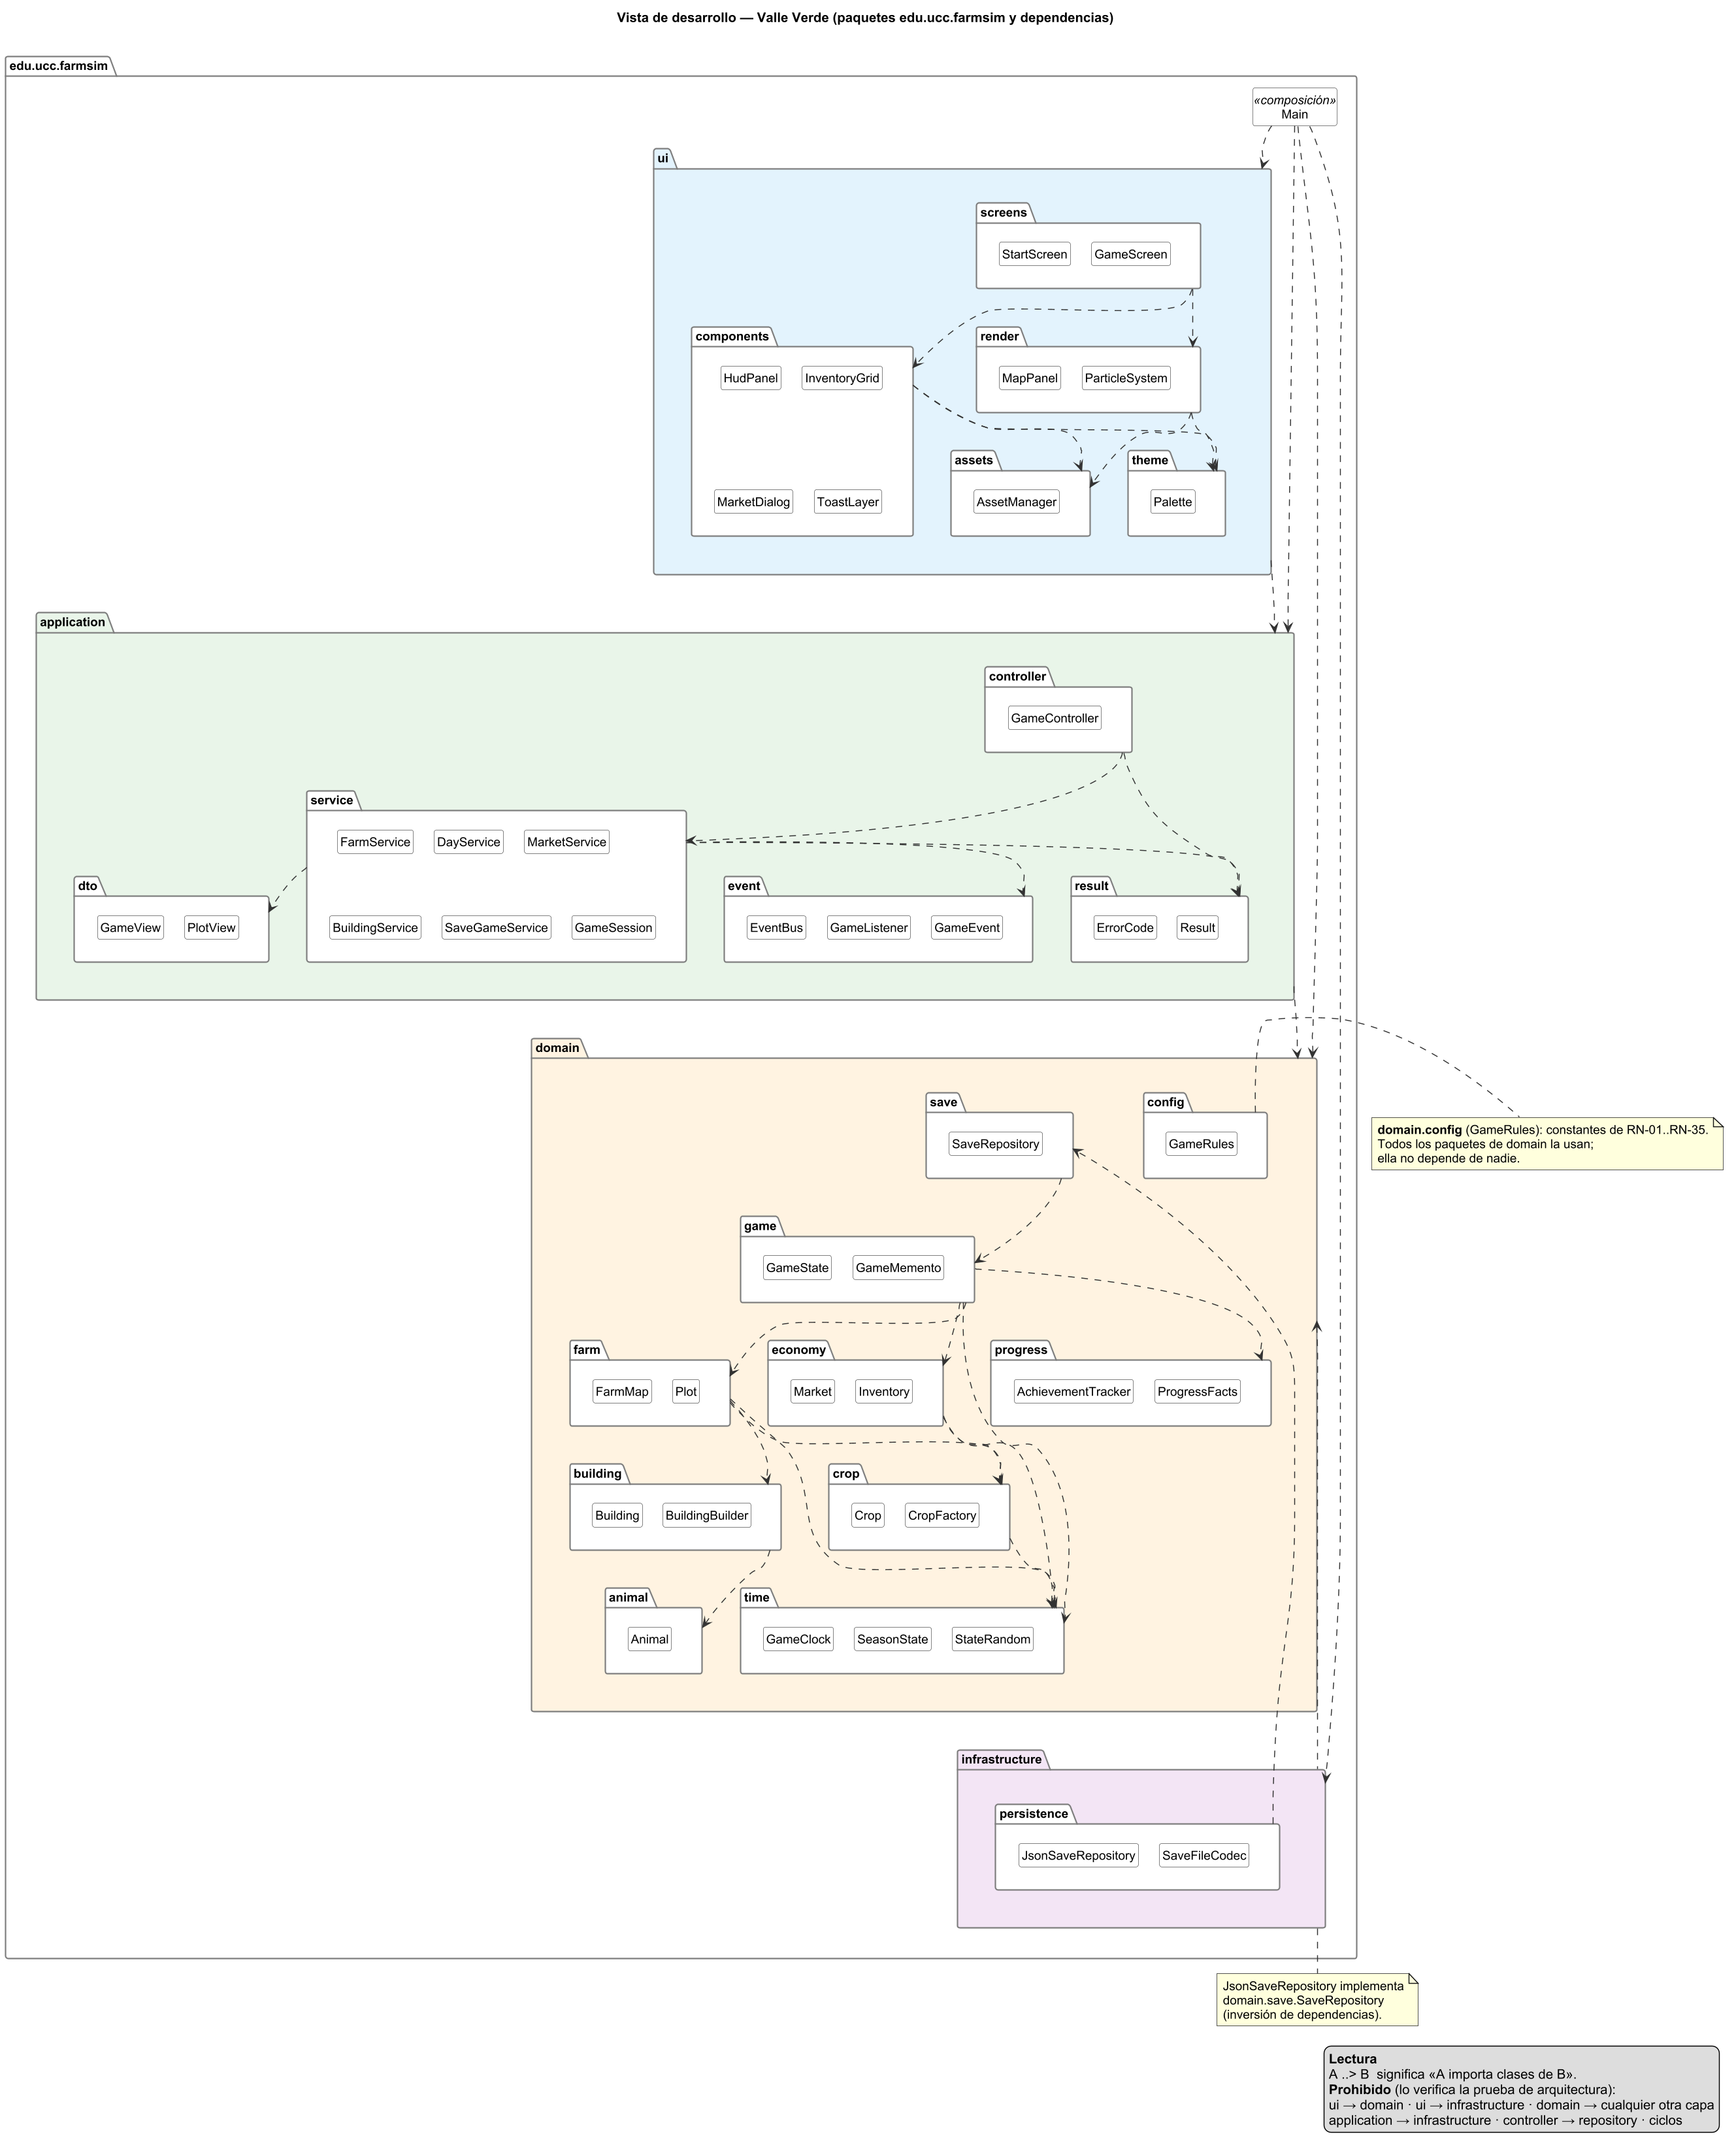 Vista de desarrollo — Valle Verde (paquetes edu.ucc.farmsim y dependencias)
edu.ucc.farmsim
«composición»
Main
ui
screens
StartScreen
GameScreen
components
HudPanel
InventoryGrid
MarketDialog
ToastLayer
render
MapPanel
ParticleSystem
assets
AssetManager
theme
Palette
application
controller
GameController
service
FarmService
DayService
MarketService
BuildingService
SaveGameService
GameSession
dto
GameView
PlotView
event
EventBus
GameListener
GameEvent
result
ErrorCode
Result
domain
save
SaveRepository
config
GameRules
domain.config (GameRules): constantes de RN-01..RN-35.
Todos los paquetes de domain la usan;
ella no depende de nadie.
game
GameState
GameMemento
farm
FarmMap
Plot
economy
Market
Inventory
progress
AchievementTracker
ProgressFacts
building
Building
BuildingBuilder
crop
Crop
CropFactory
animal
Animal
time
GameClock
SeasonState
StateRandom
infrastructure
persistence
JsonSaveRepository
SaveFileCodec
JsonSaveRepository implementa
domain.save.SaveRepository
(inversión de dependencias).
Lectura
A ..> B significa «A importa clases de B».
Prohibido (lo verifica la prueba de arquitectura):
ui → domain · ui → infrastructure · domain → cualquier otra capa
application → infrastructure · controller → repository · ciclos